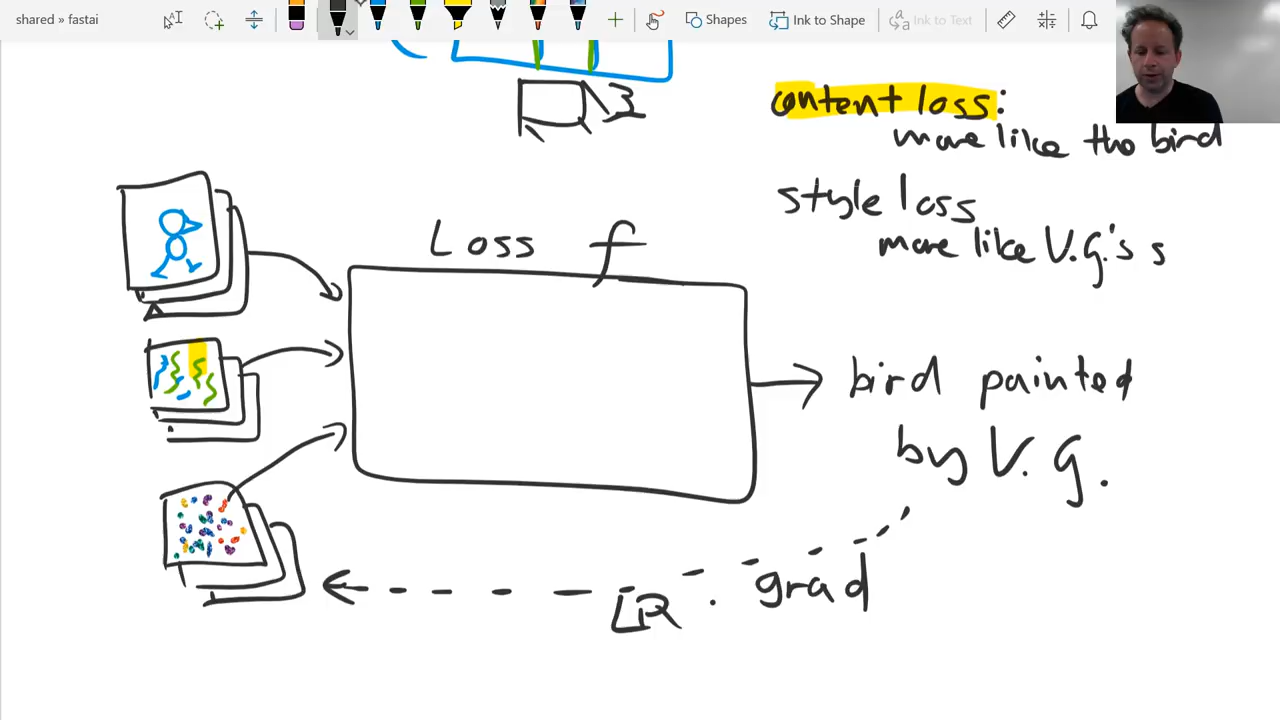 shared » fastai
Shapes
Ink to Shape
Ink to Text
3
content loss:
more like the bird
style loss
more like V.G.'s s
Loss f
bird painted
by V.G.
LR . grad